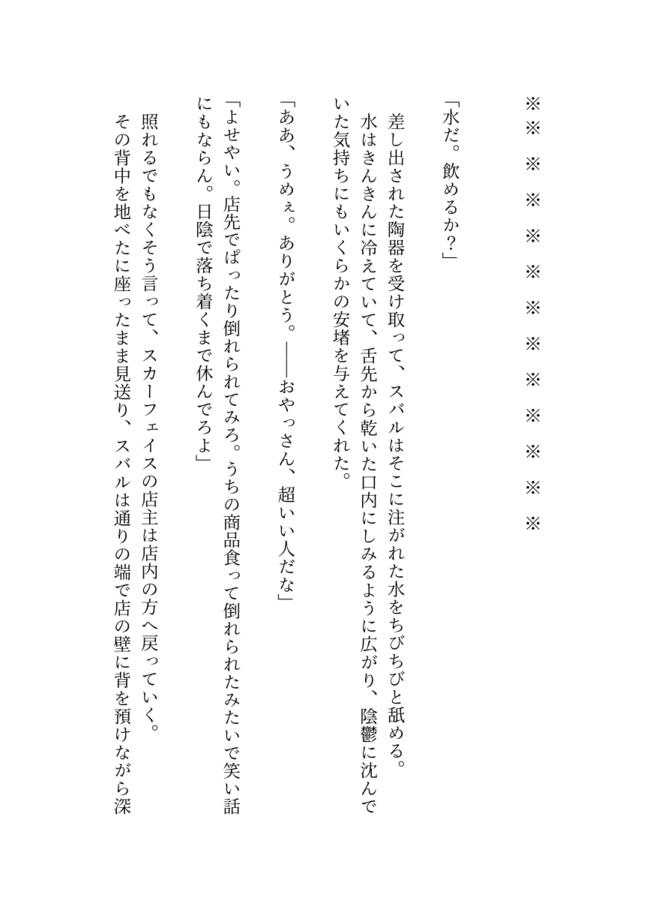 ※※　※　※　※　※　※　※　※　※　※　※　※
「水だ。飲めるか？」
　差し出された陶器を受け取って、スバルはそこに注がれた水をちびちびと舐める。
　水はきんきんに冷えていて、舌先から乾いた口内にしみるように広がり、陰鬱に沈んで
いた気持ちにもいくらかの安堵を与えてくれた。
「ああ、うめぇ。ありがとう。――おやっさん、超いい人だな」
「よせやい。店先でぱったり倒れられてみろ。うちの商品食って倒れられたみたいで笑い話
にもならん。日陰で落ち着くまで休んでろよ」
　照れるでもなくそう言って、スカーフェイスの店主は店内の方へ戻っていく。
　その背中を地べたに座ったまま見送り、スバルは通りの端で店の壁に背を預けながら深